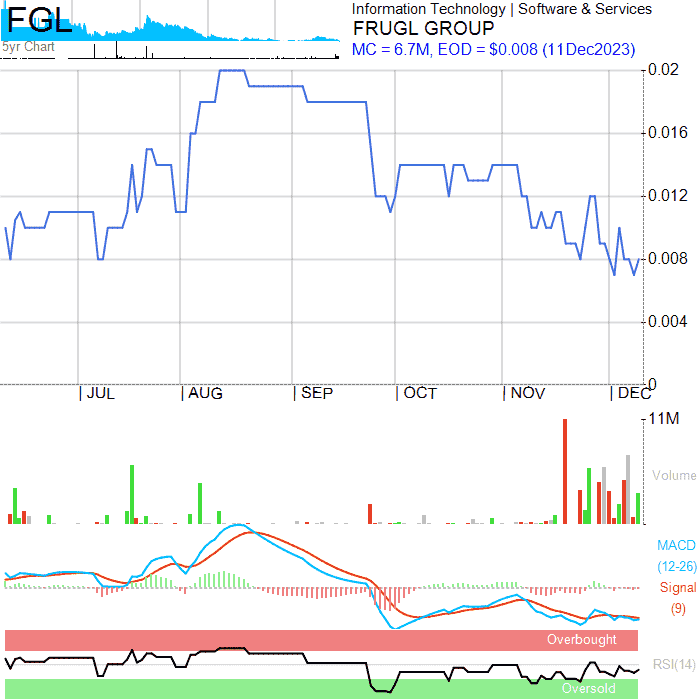 FGL
Information Technology | Software & Services
FRUGL GROUP
MC = 6.7M, EOD = $0.008 (11Dec2023)
5yr Chart
0.02
0.016
0.012
0.008
0.004
0
| JUL | AUG | SEP | OCT | NOV | DEC
11M
Volume
MACD
(12-26)
Signal
(9)
Overbought
RSI(14)
Oversold